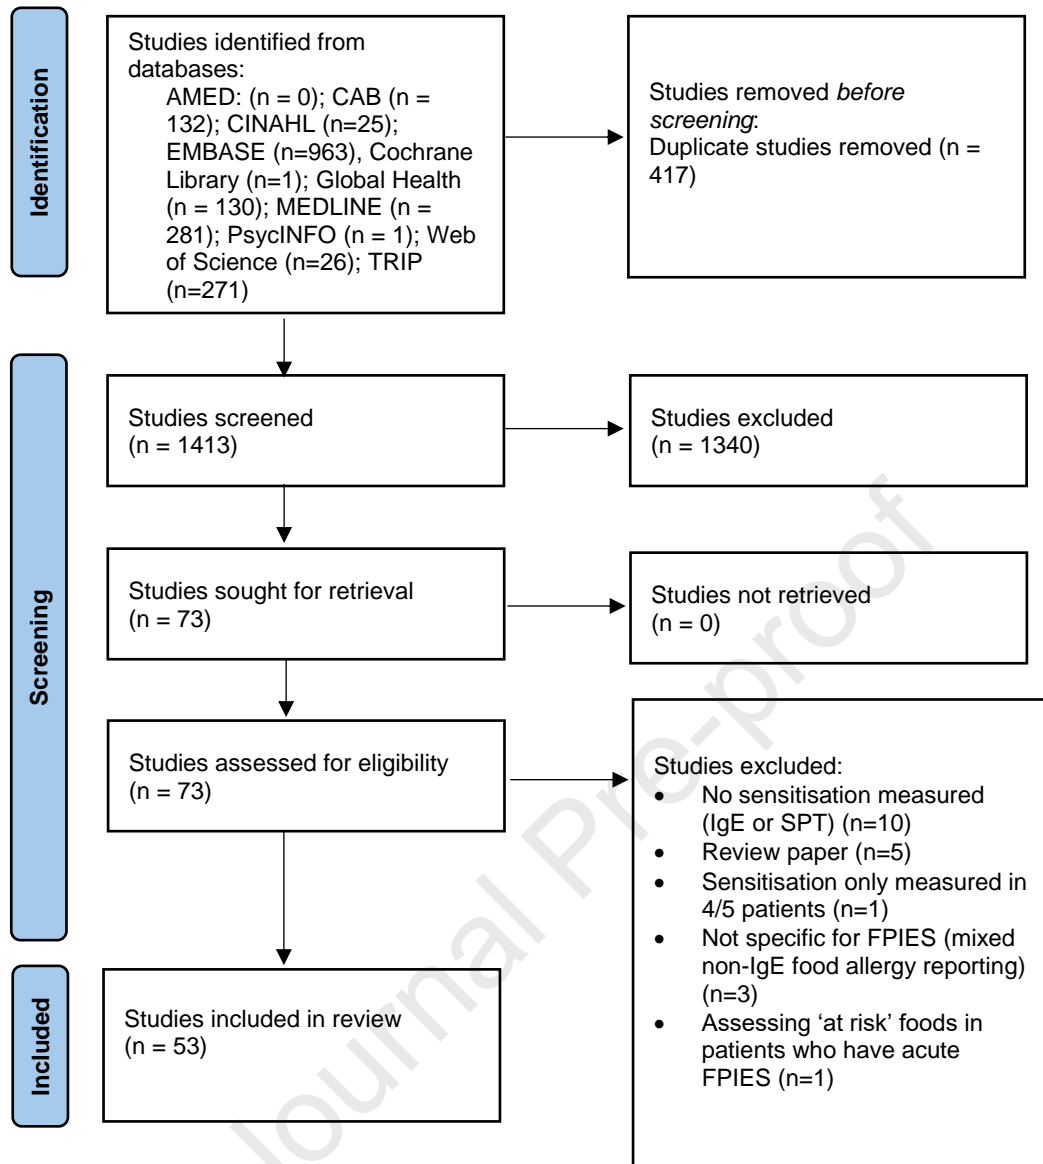 Identification
Studies identified from
databases:
AMED: (n = 0); CAB (n =
132); CINAHL (n=25);
EMBASE (n=963), Cochrane
Library (n=1); Global Health
(n = 130); MEDLINE (n =
281); PsycINFO (n = 1); Web
of Science (n=26); TRIP
(n=271)
Studies removed before
screening:
Duplicate studies removed (n =
417)
Screening
Studies screened
(n = 1413)
Studies excluded
(n = 1340)
Studies sought for retrieval
(n = 73)
Studies not retrieved
(n = 0)
Studies assessed for eligibility
(n = 73)
Studies excluded:
• No sensitisation measured
(IgE or SPT) (n=10)
• Review paper (n=5)
• Sensitisation only measured in
4/5 patients (n=1)
• Not specific for FPIES (mixed
non-IgE food allergy reporting)
(n=3)
• Assessing ‘at risk’ foods in
patients who have acute
FPIES (n=1)
Included
Studies included in review
(n = 53)
Journal Pre-proof